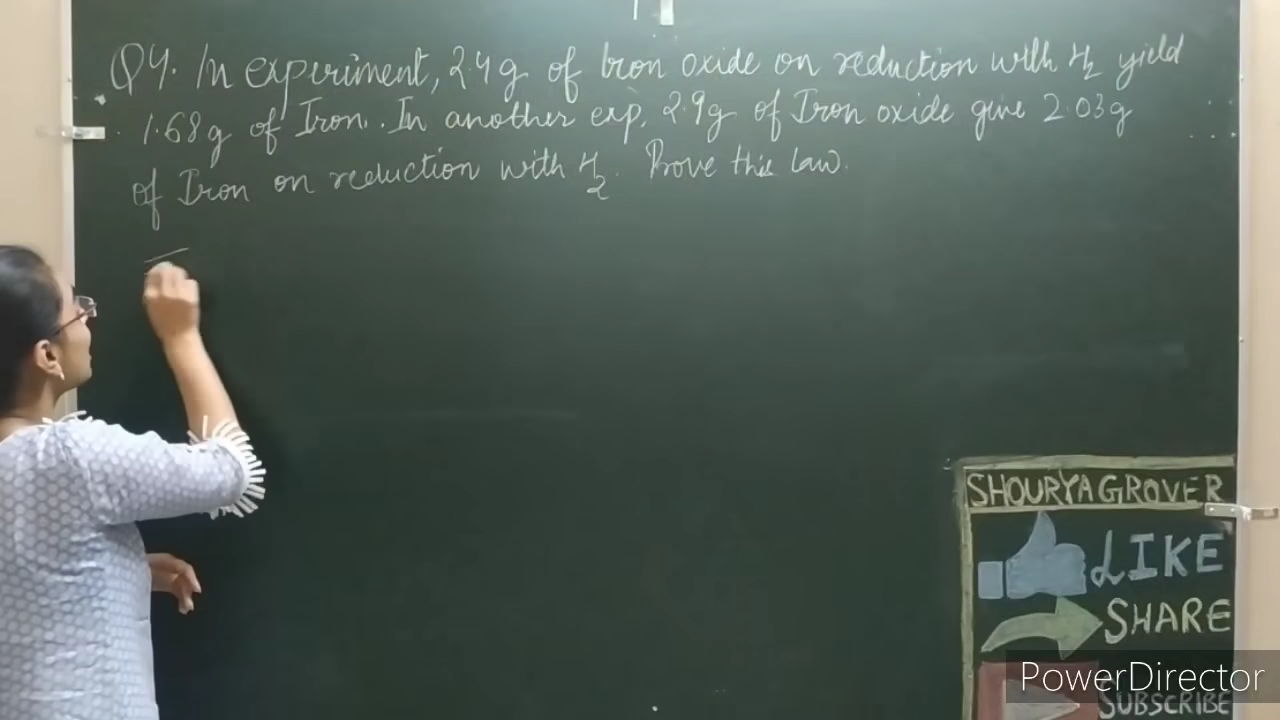 Q4. In experiment, 2.4g of Iron oxide on reduction with H2 yield
1.68g of Iron. In another exp. 2.9g of Iron oxide give 2.03g
of Iron on reduction with H2. Prove this law.
SHOURYA GROVER
LIKE
SHARE
PowerDirector
SUBSCRIBE